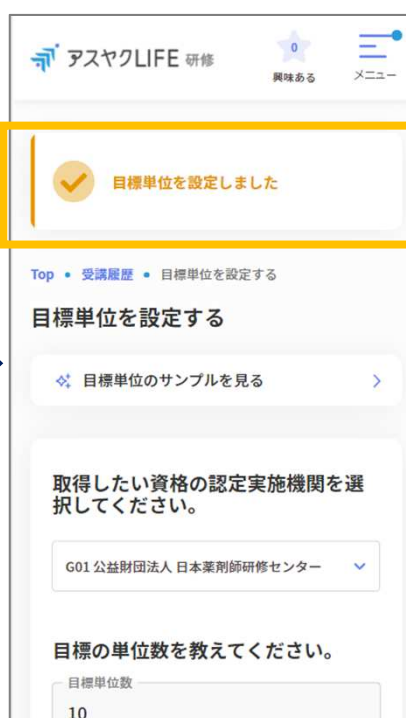 アスヤクLIFE 研修
0
興味ある
メニュー
目標単位を設定しました
Top • 受講履歴 • 目標単位を設定する
目標単位を設定する
目標単位のサンプルを見る
取得したい資格の認定実施機関を選
択してください。
G01 公益財団法人 日本薬剤師研修センター
目標の単位数を教えてください。
目標単位数
10